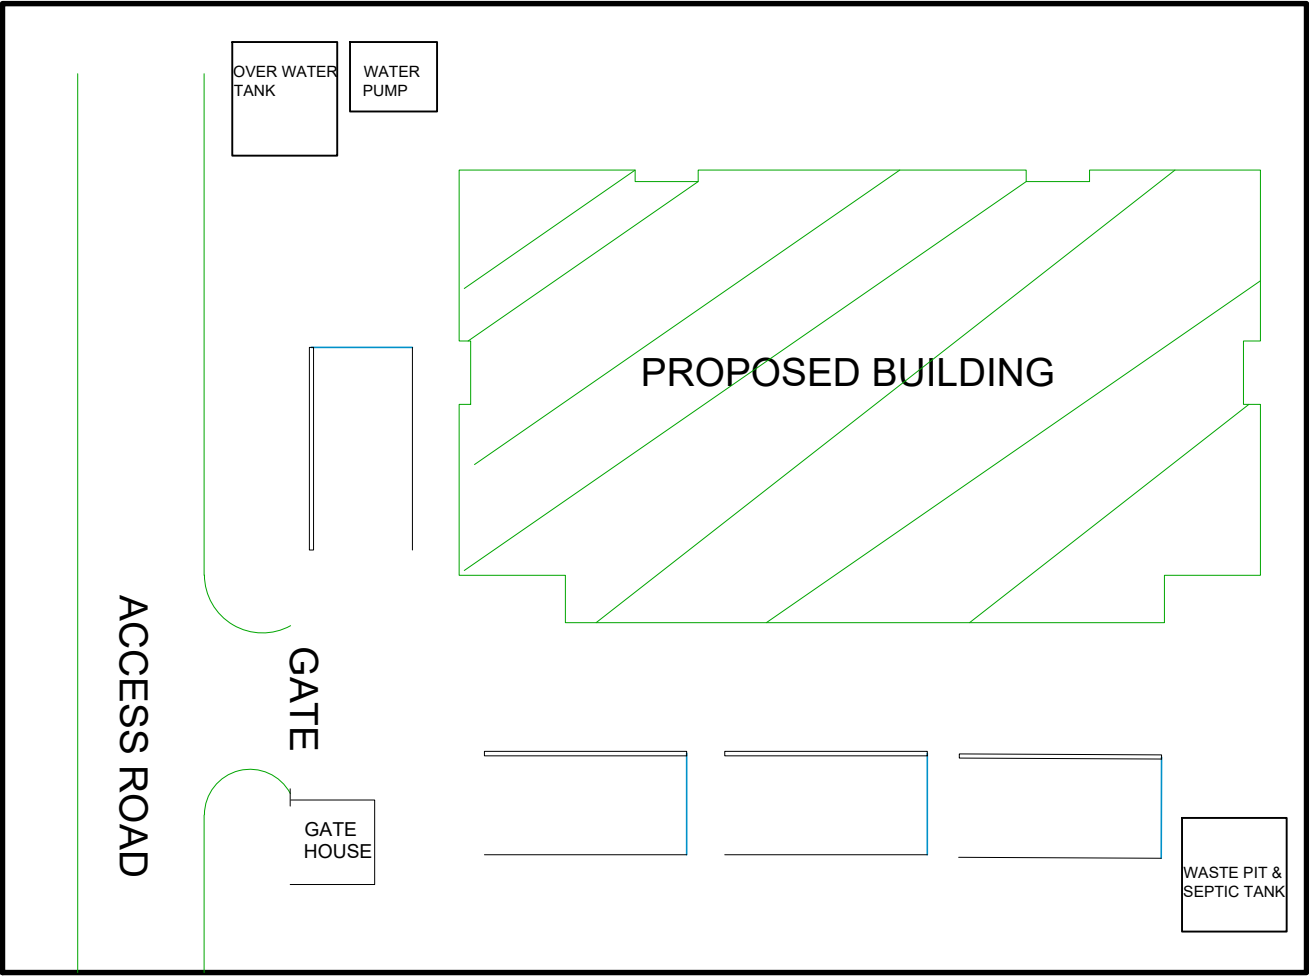 OVER WATER
TANK
WATER
PUMP
PROPOSED BUILDING
ACCESS ROAD
GATE
GATE
HOUSE
WASTE PIT &
SEPTIC TANK